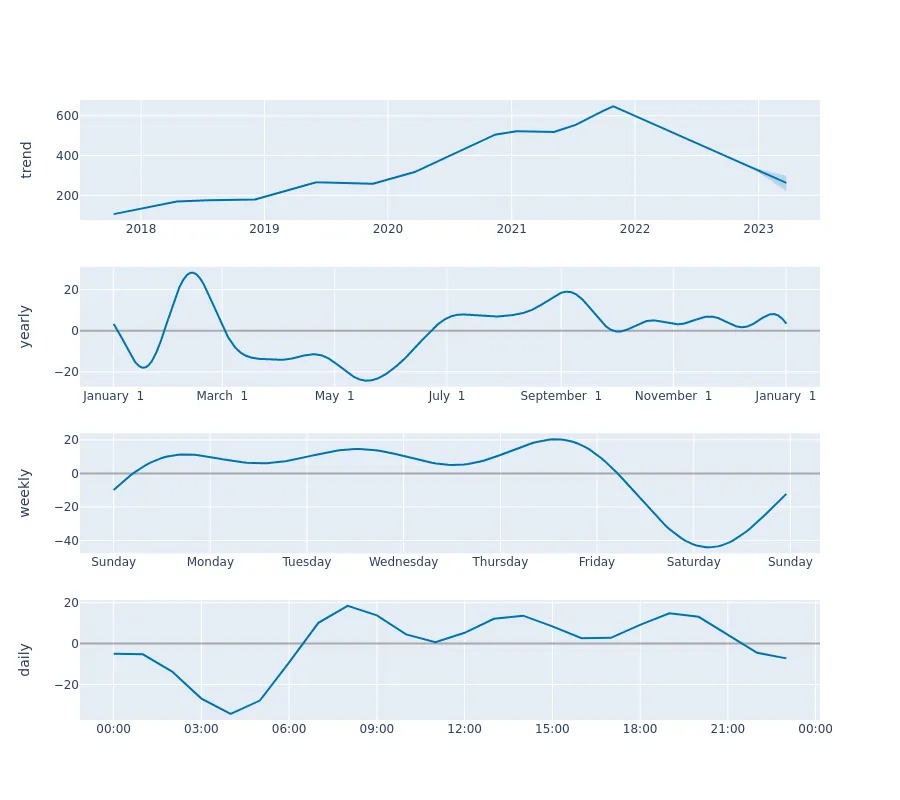 trend
600
400
200
2018 2019 2020 2021 2022 2023
yearly
20
0
−20
January 1 March 1 May 1 July 1 September 1 November 1 January 1
weekly
20
0
−20
−40
Sunday Monday Tuesday Wednesday Thursday Friday Saturday Sunday
daily
20
0
−20
00:00 03:00 06:00 09:00 12:00 15:00 18:00 21:00 00:00